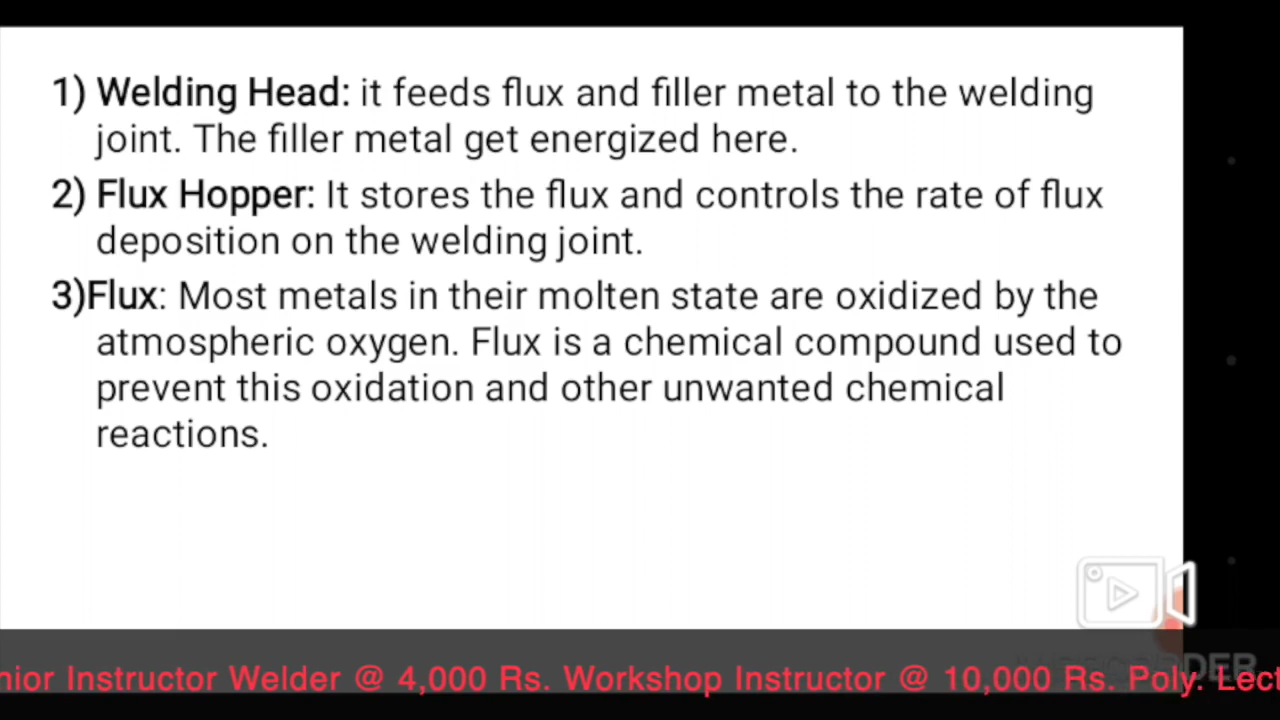 1) Welding Head: it feeds flux and filler metal to the welding
joint. The filler metal get energized here.
2) Flux Hopper: It stores the flux and controls the rate of flux
deposition on the welding joint.
3)Flux: Most metals in their molten state are oxidized by the
atmospheric oxygen. Flux is a chemical compound used to
prevent this oxidation and other unwanted chemical
reactions.
nior Instructor Welder @ 4,000 Rs. Workshop Instructor @ 10,000 Rs. Poly. Lect